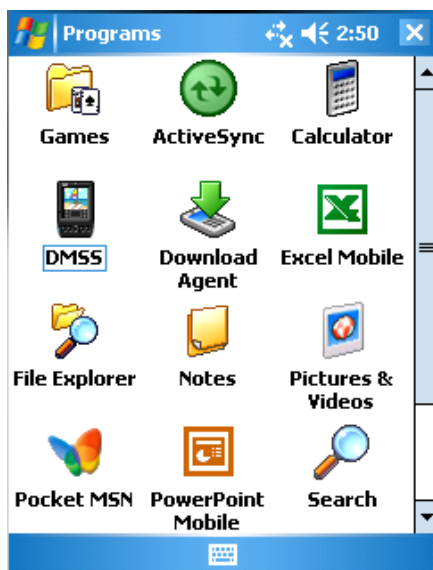 Programs 2:50
Games ActiveSync Calculator
DMSS Download Agent Excel Mobile
File Explorer Notes Pictures & Videos
Pocket MSN PowerPoint Mobile Search